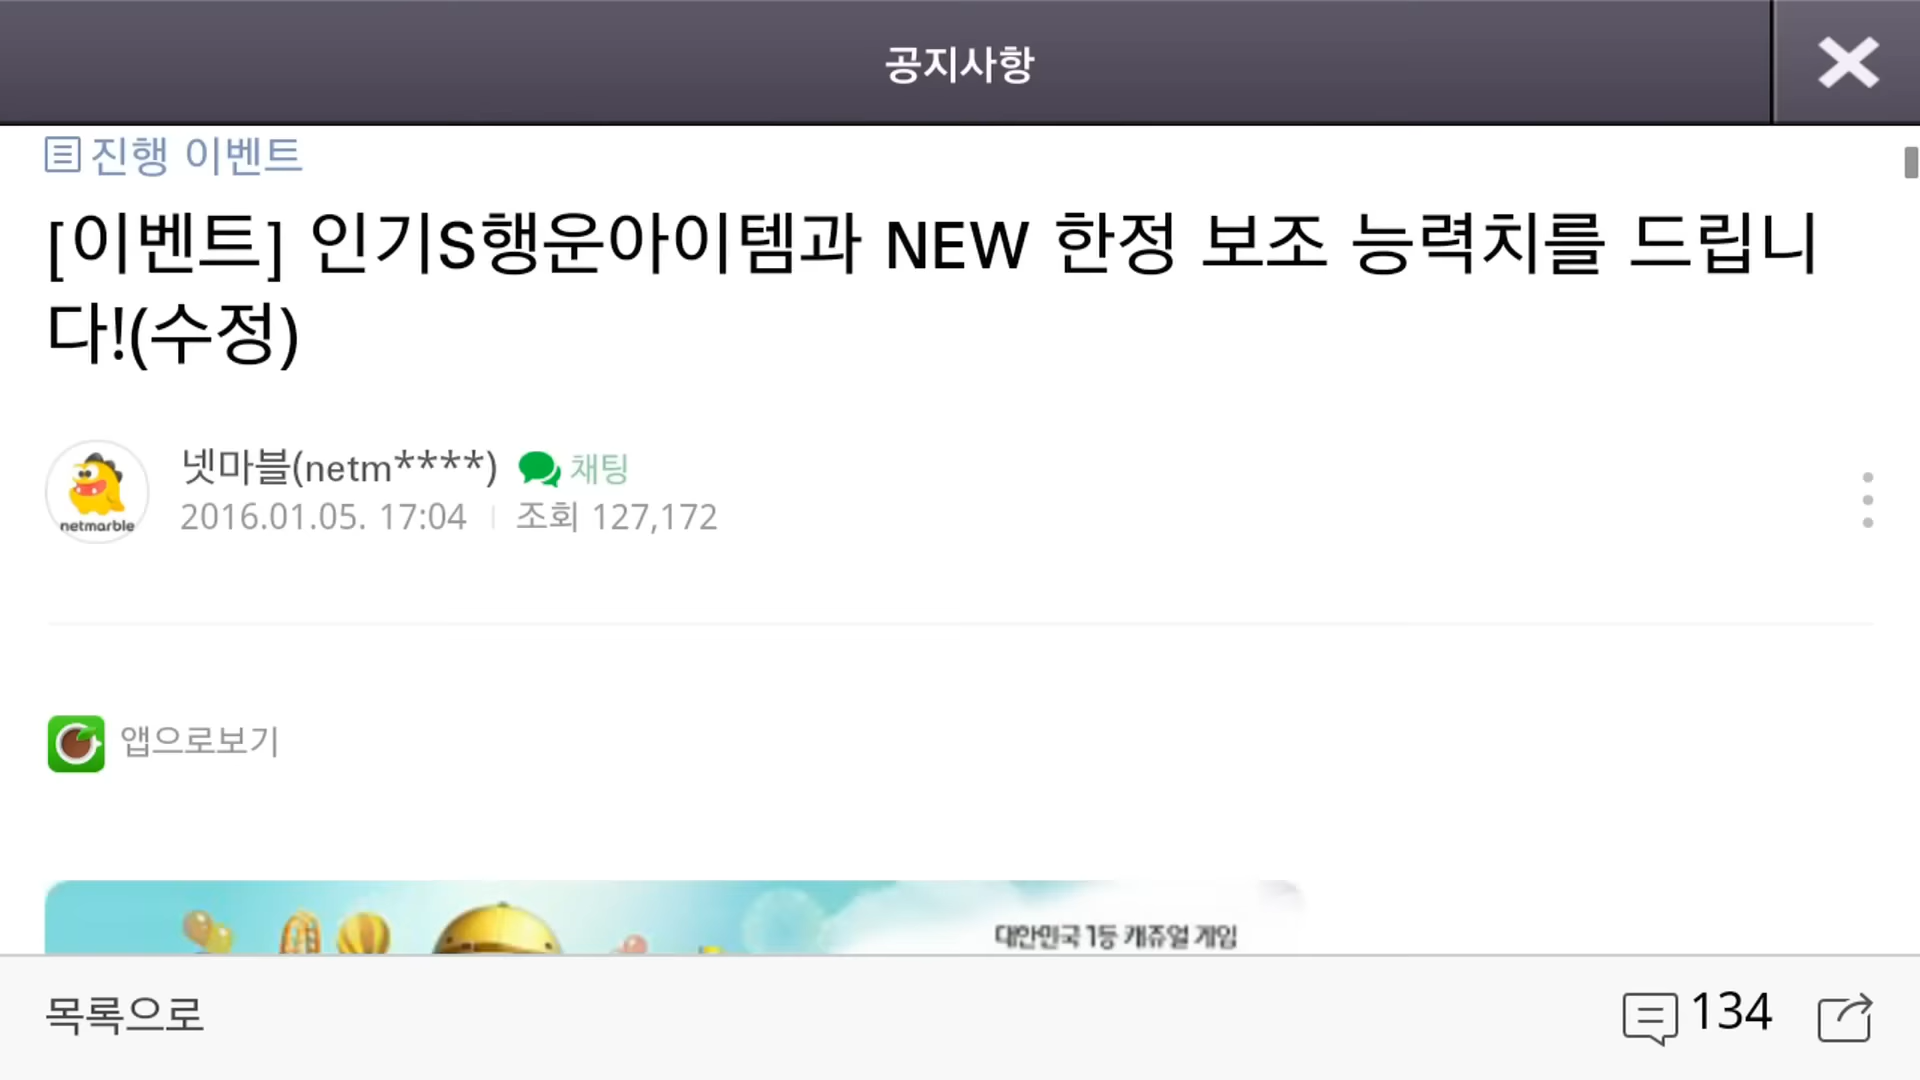 공지사항
진행 이벤트
[이벤트] 인기S행운아이템과 NEW 한정 보조 능력치를 드립니
다!(수정)
넷마블(netm****) 채팅
netmarble
2016.01.05. 17:04 조회 127,172
앱으로보기
대한민국 1등 캐쥬얼 게임
목록으로 134